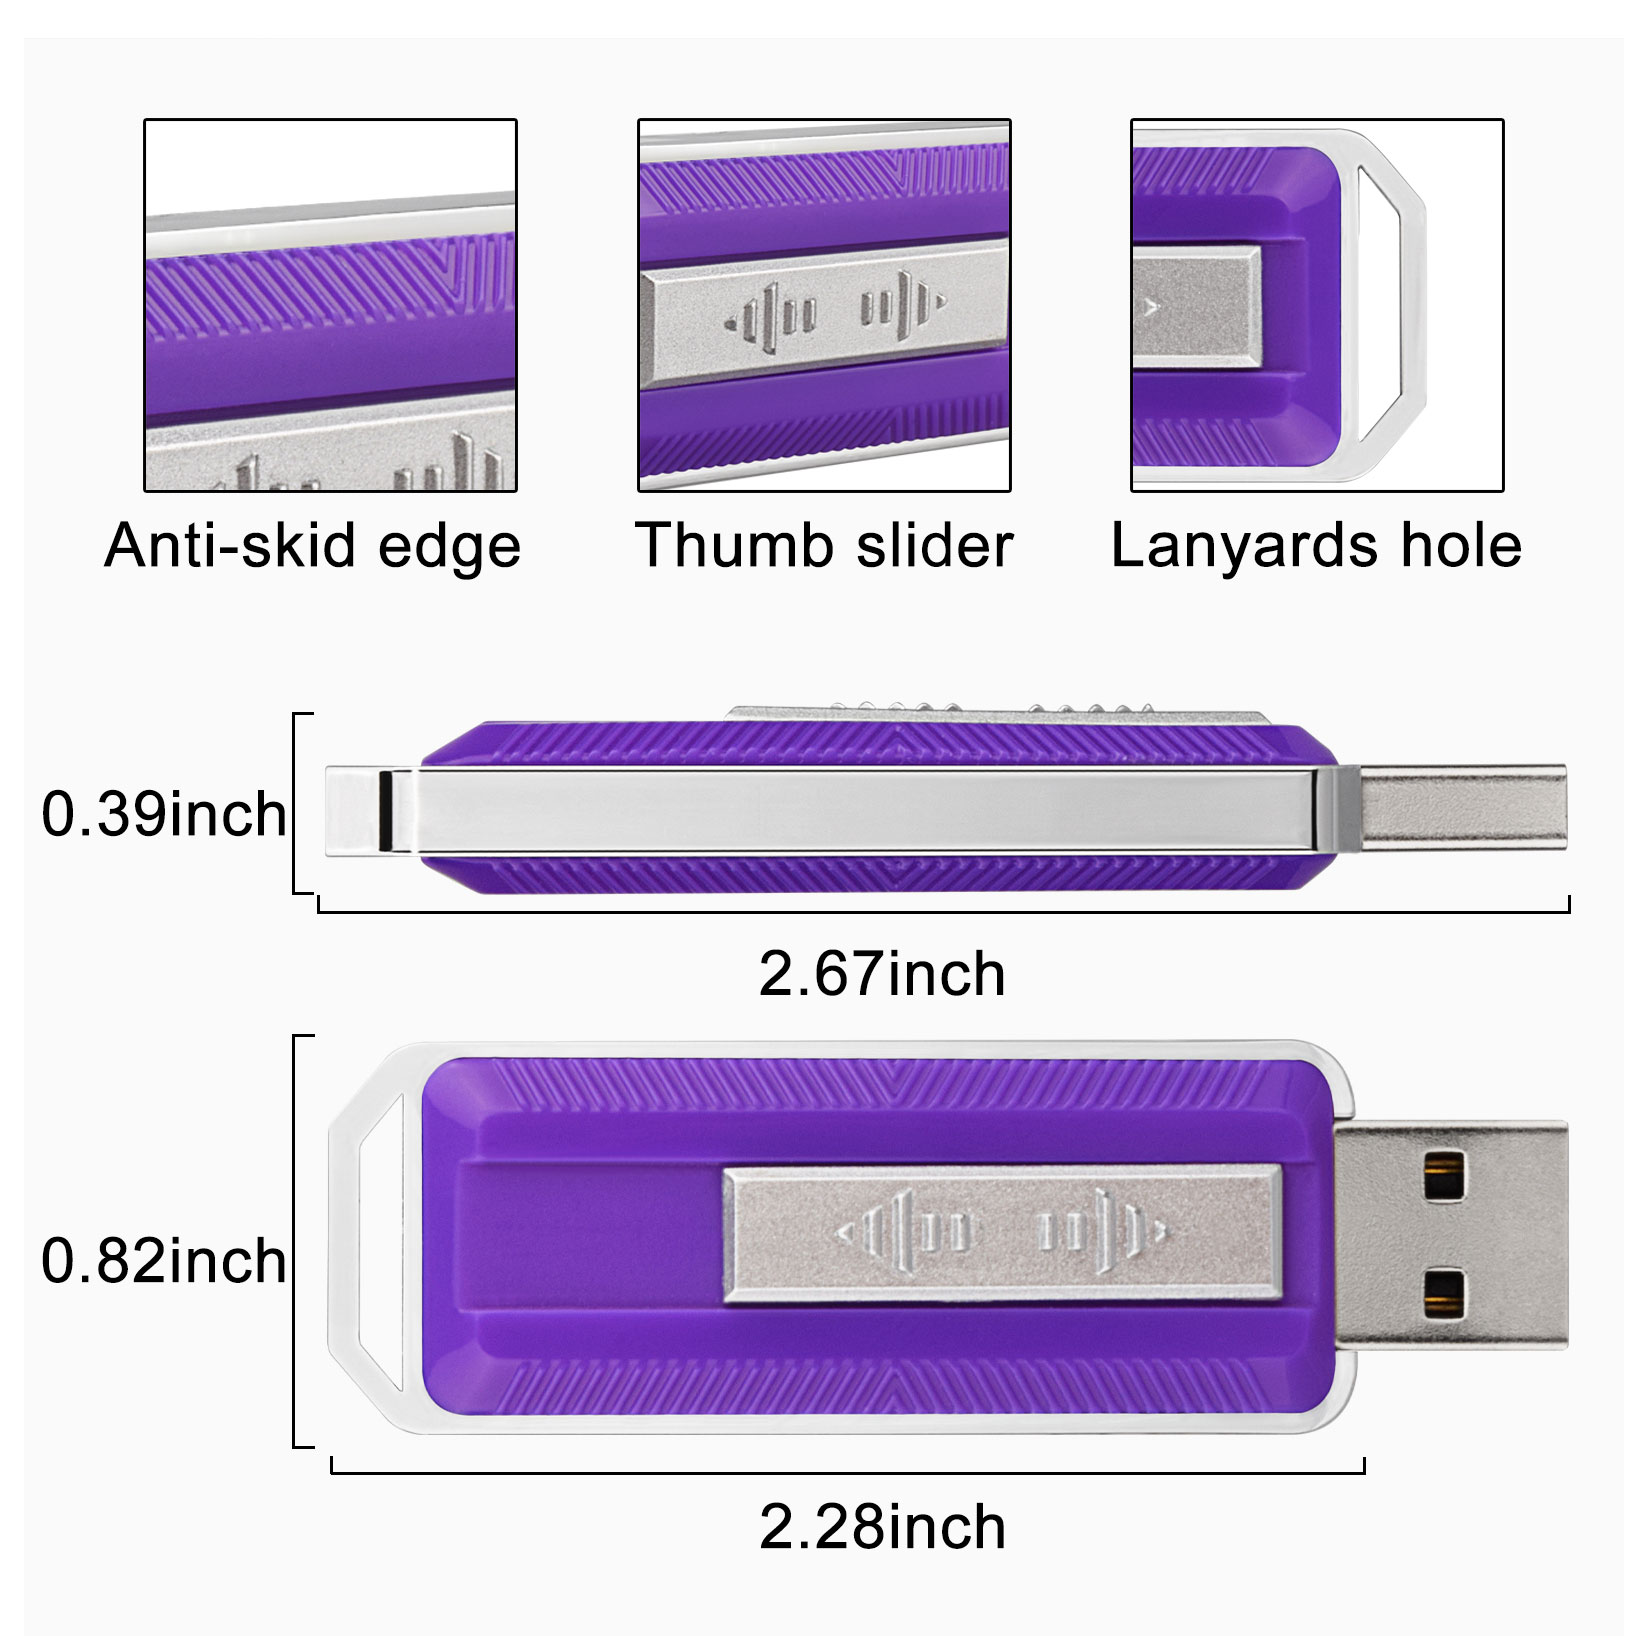 Anti-skid edge
Thumb slider
Lanyards hole
0.39inch
2.67inch
0.82inch
2.28inch